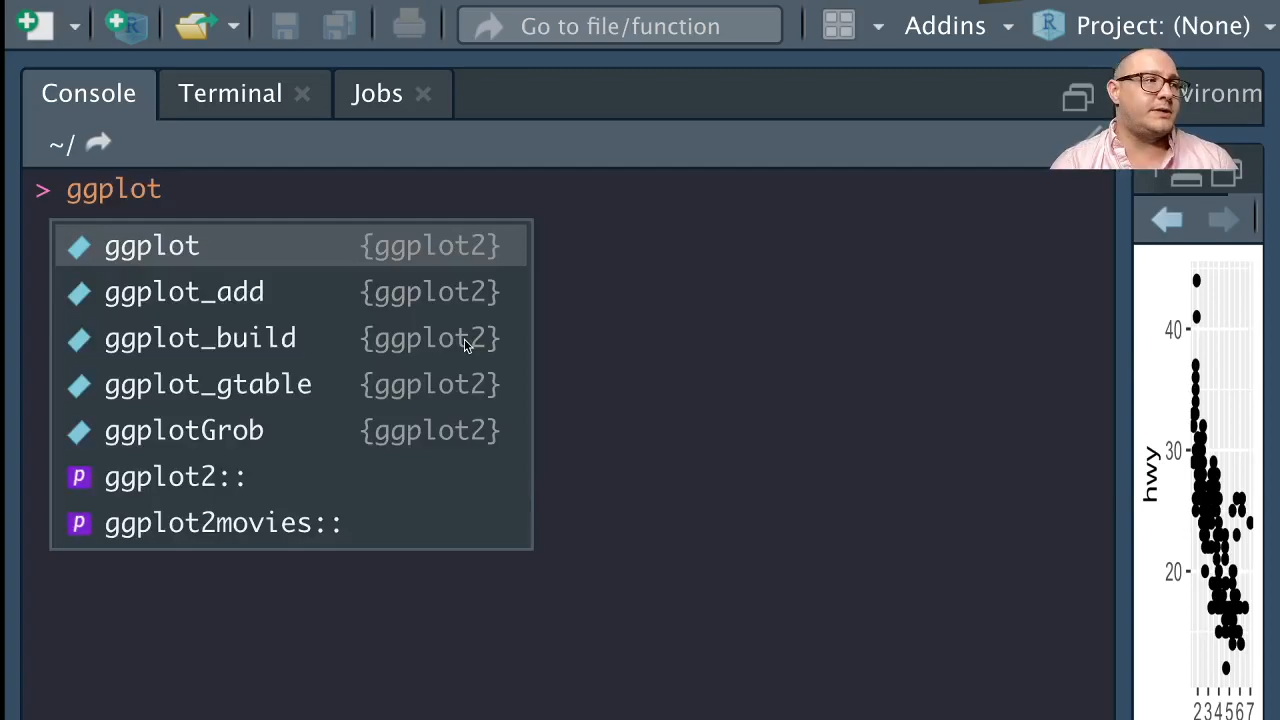 Go to file/function
Addins
Project: (None)
Console
Terminal
Jobs
vironm
~/
> ggplot
ggplot {ggplot2}
ggplot_add {ggplot2}
ggplot_build {ggplot2}
ggplot_gtable {ggplot2}
ggplotGrob {ggplot2}
p ggplot2::
p ggplot2movies::
40
30
20
hwy
234567